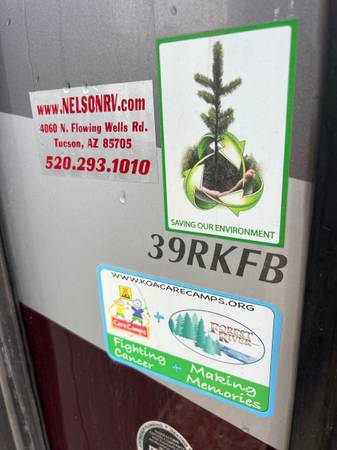 www.NELSONRV.com
4060 N. Flowing Wells Rd.
Tucson, AZ 85705
520.293.1010
SAVING OUR ENVIRONMENT
39RKFB
WWW.KOACARECAMPS.ORG
Care Camps
+
FOREST RIVER
Fighting Cancer
+
Making Memories